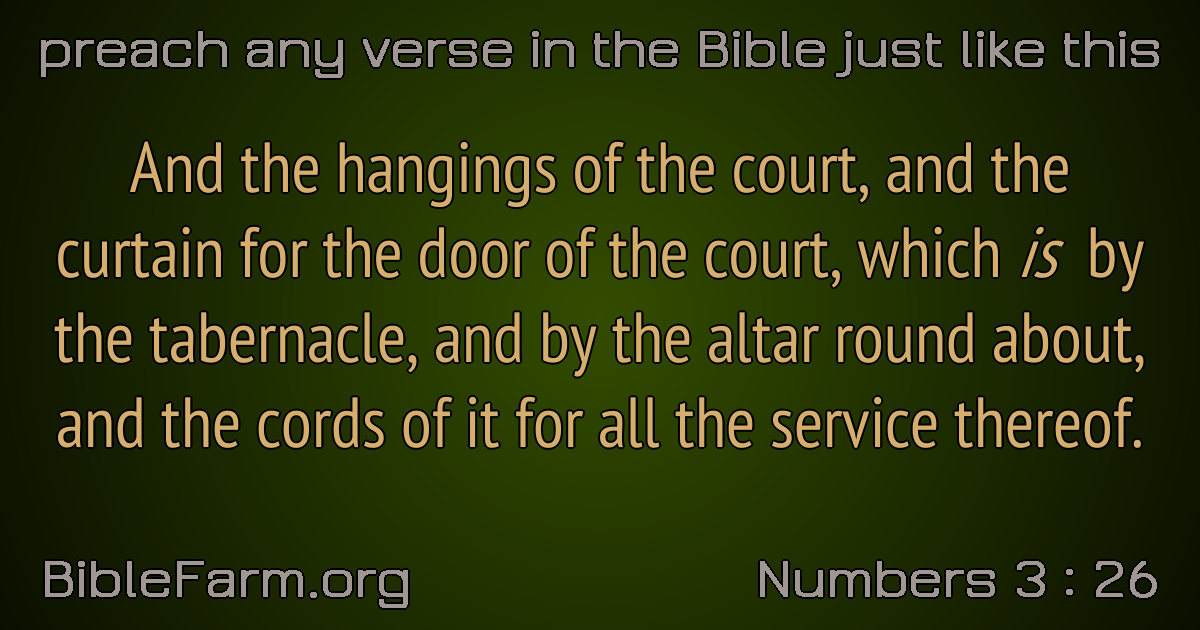 preach any verse in the Bible just like this
And the hangings of the court, and the
curtain for the door of the court, which is by
the tabernacle, and by the altar round about,
and the cords of it for all the service thereof.
BibleFarm.org
Numbers 3 : 26